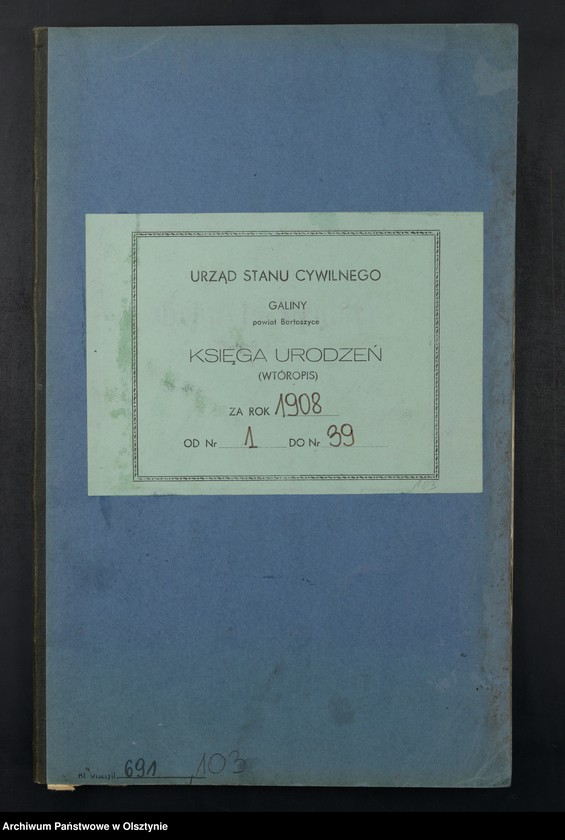 URZĄD STANU CYWILNEGO
GALINY
powiat Bartoszyce
KSIĘGA URODZEŃ
(WTÓROPIS)
ZA ROK 1908
OD Nr 1 DO Nr 39
103
691 103
Archiwum Państwowe w Olsztynie